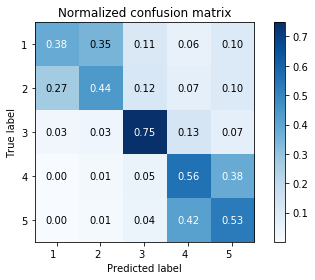 Normalized confusion matrix
0.38 0.35 0.11 0.06 0.10
0.27 0.44 0.12 0.07 0.10
0.03 0.03 0.75 0.13 0.07
0.00 0.01 0.05 0.56 0.38
0.00 0.01 0.04 0.42 0.53
1
2
3
4
5
True label
1 2 3 4 5
Predicted label
0.7
0.6
0.5
0.4
0.3
0.2
0.1